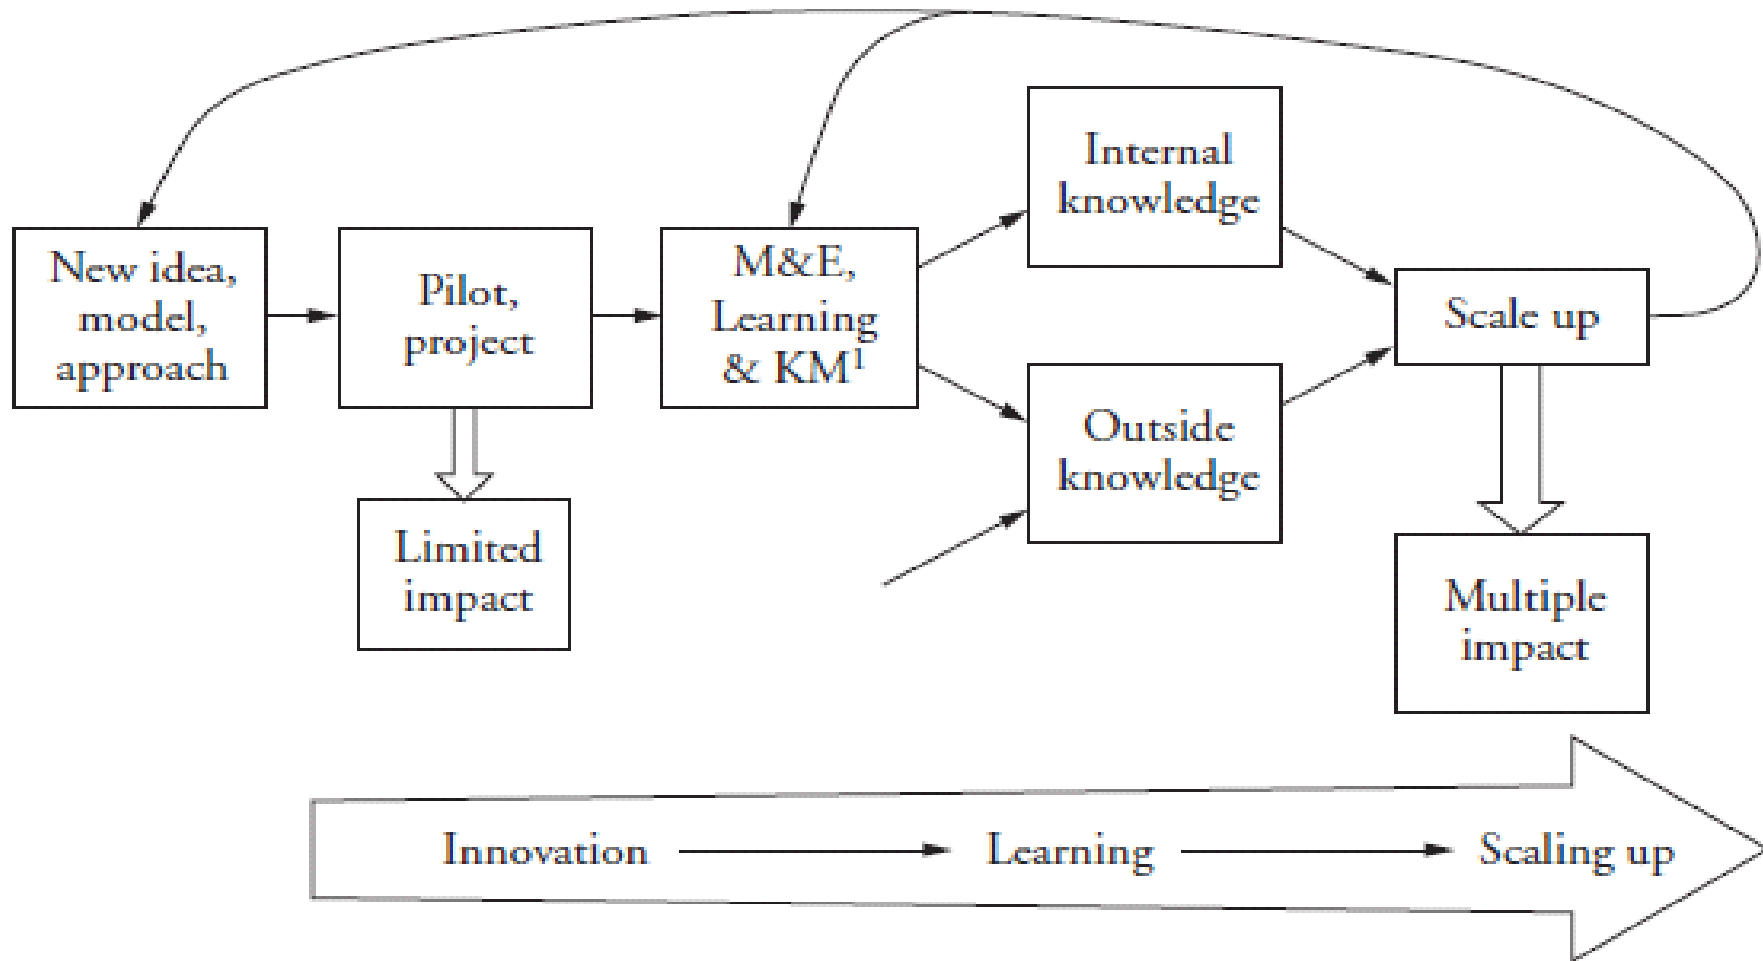 New idea,
model,
approach
Pilot,
project
Limited
impact
M&E,
Learning
& KM¹
Internal
knowledge
Outside
knowledge
Scale up
Multiple
impact
Innovation
Learning
Scaling up